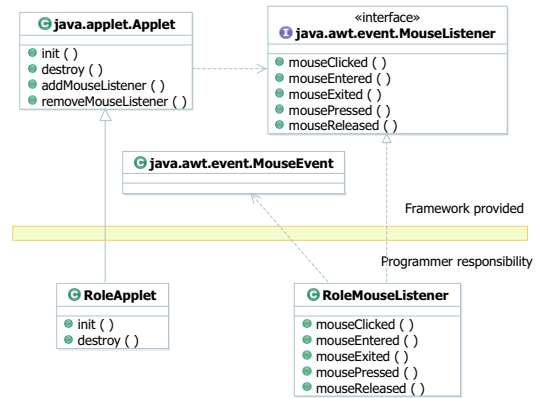 C java.applet.Applet
init ( )
destroy ( )
addMouseListener ( )
removeMouseListener ( )
«interface»
I java.awt.event.MouseListener
mouseClicked ( )
mouseEntered ( )
mouseExited ( )
mousePressed ( )
mouseReleased ( )
C java.awt.event.MouseEvent
Framework provided
Programmer responsibility
C RoleApplet
init ( )
destroy ( )
C RoleMouseListener
mouseClicked ( )
mouseEntered ( )
mouseExited ( )
mousePressed ( )
mouseReleased ( )